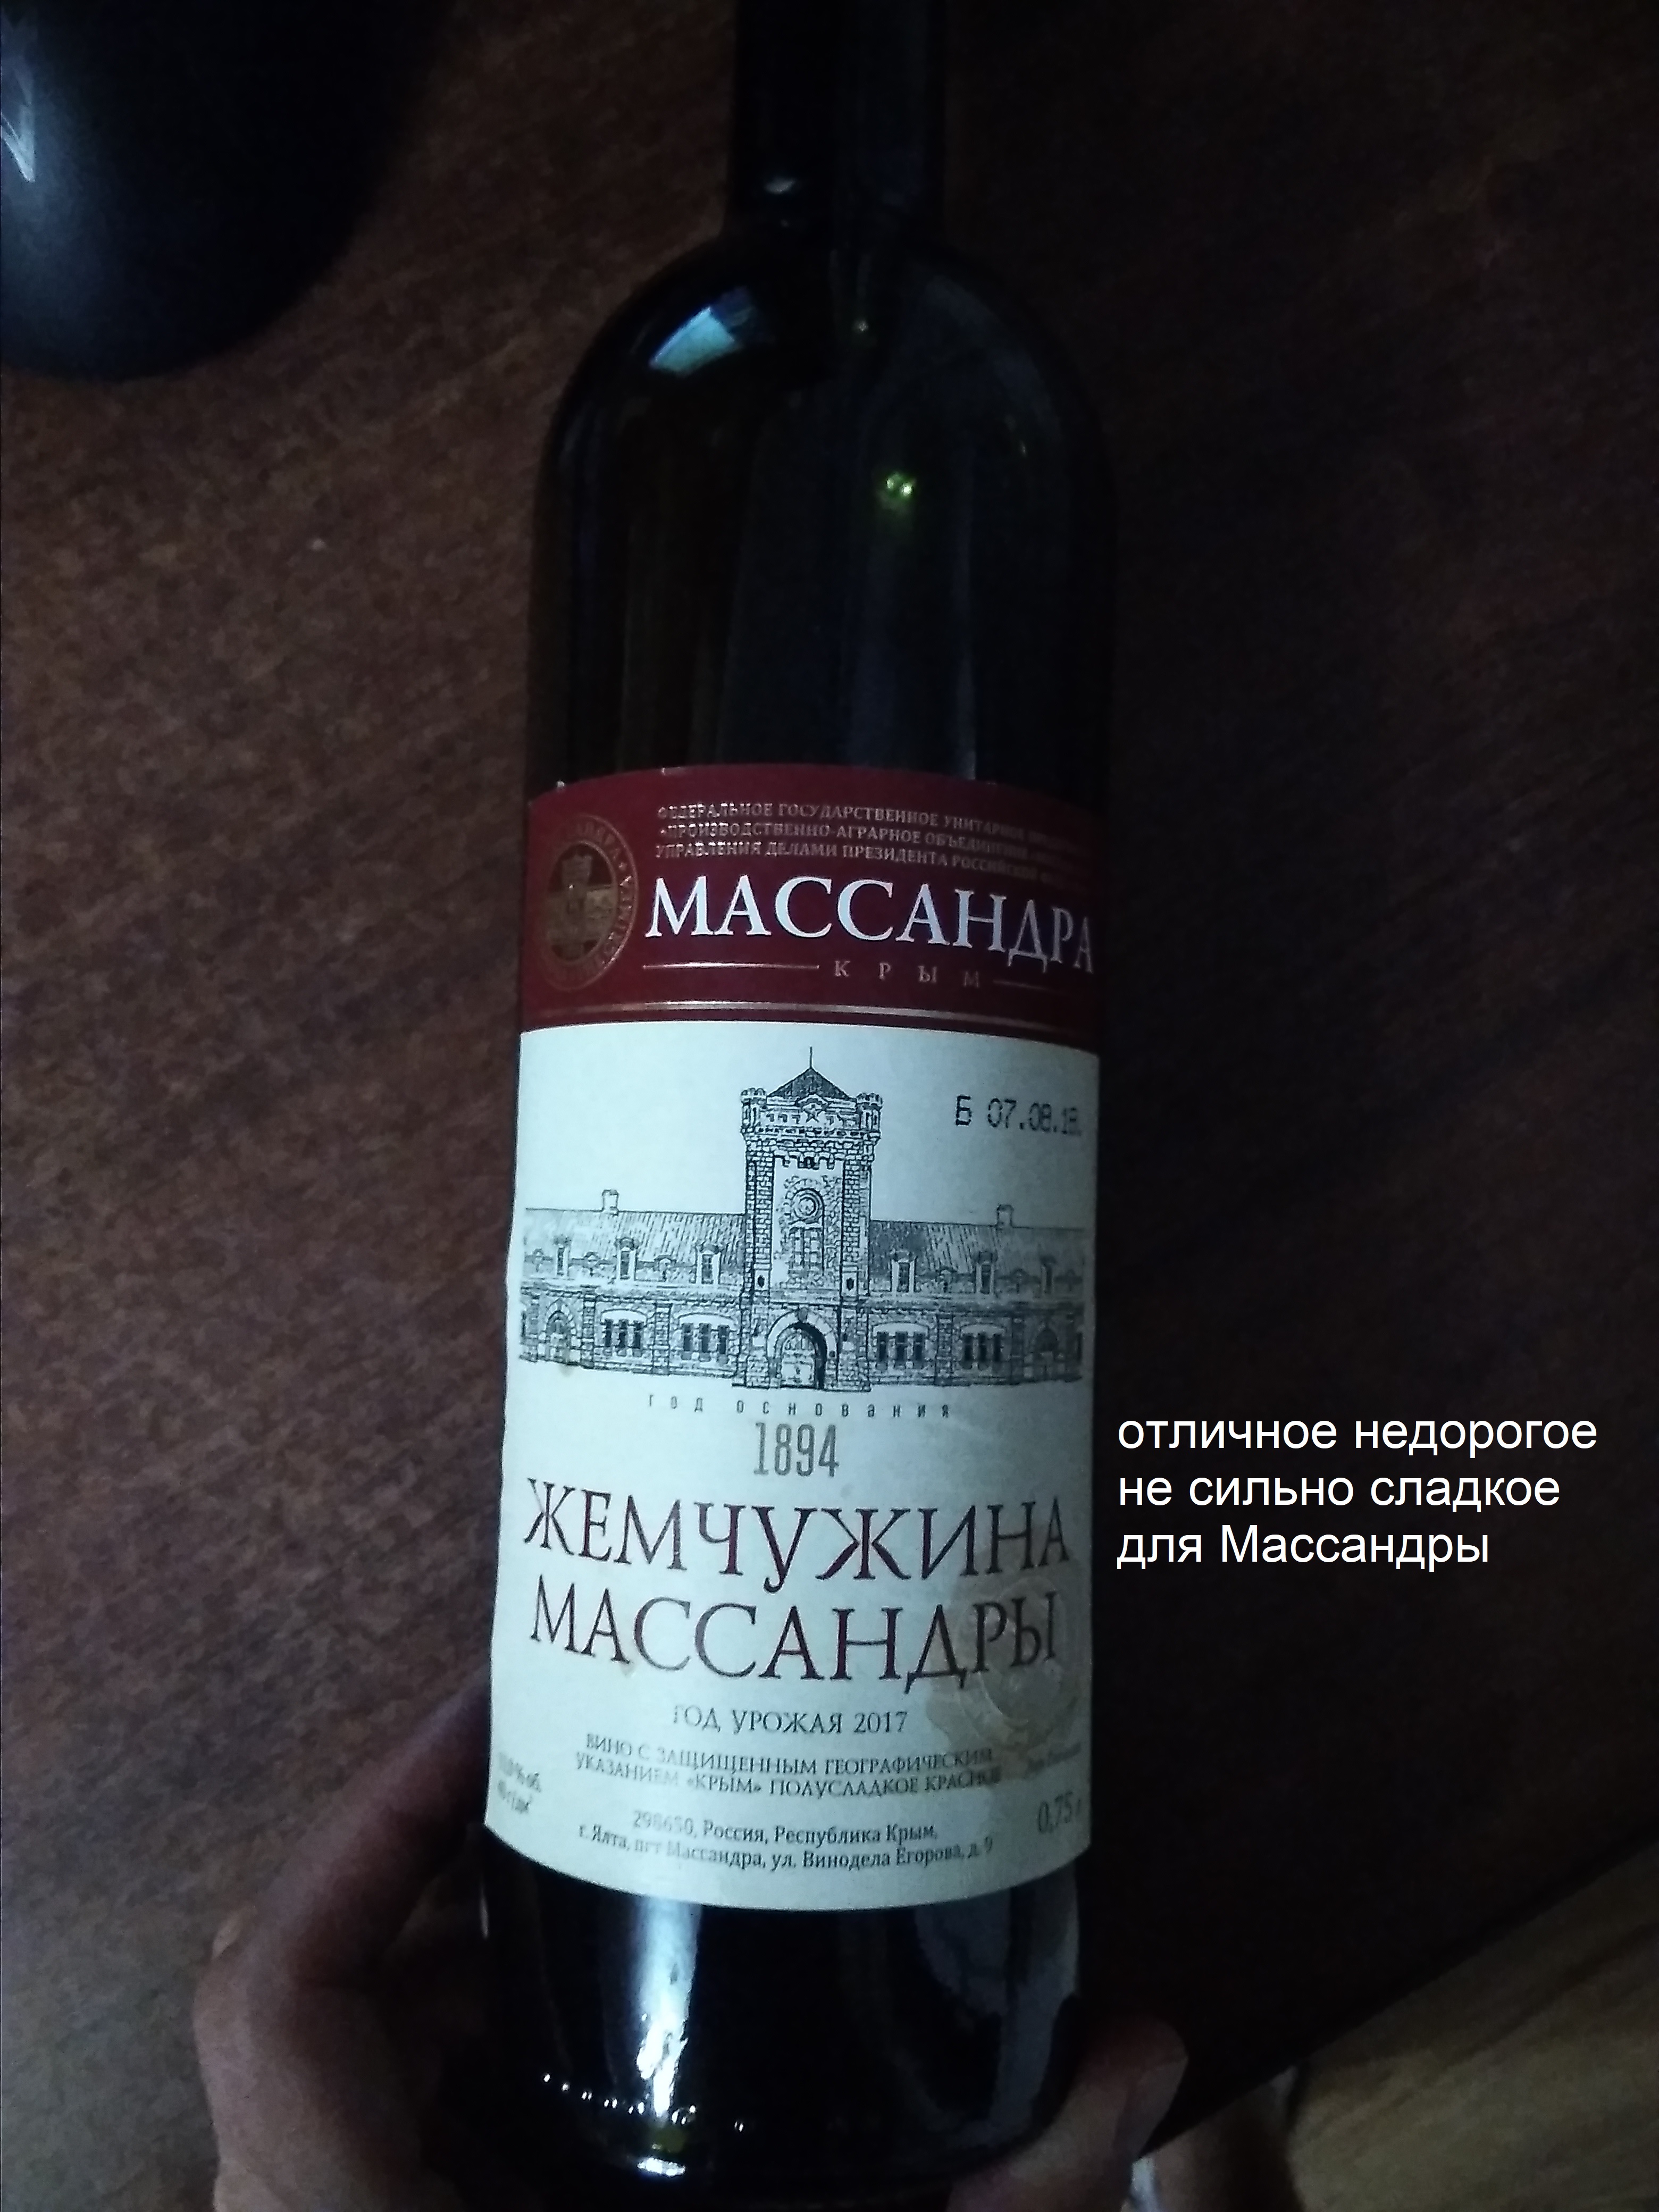 ФЕДЕРАЛЬНОЕ ГОСУДАРСТВЕННОЕ УНИТАРНОЕ
«ПРОИЗВОДСТВЕННО-АГРАРНОЕ ОБЪЕДИНЕНИЕ
УПРАВЛЕНИЯ ДЕЛАМИ ПРЕЗИДЕНТА РОССИЙСКОЙ
МАССАНДРА
КРЫМ
Б 07.08.18
год основания
1894
ЖЕМЧУЖИНА
МАССАНДРЫ
ГОД УРОЖАЯ 2017
ВИНО С ЗАЩИЩЕННЫМ ГЕОГРАФИЧЕСКИМ
УКАЗАНИЕМ «КРЫМ» ПОЛУСЛАДКОЕ КРАСНОЕ
% об.
0,75 л
298650, Россия, Республика Крым,
г. Ялта, пгт Массандра, ул. Винодела Егорова, д. 9
отличное недорогое
не сильно сладкое
для Массандры